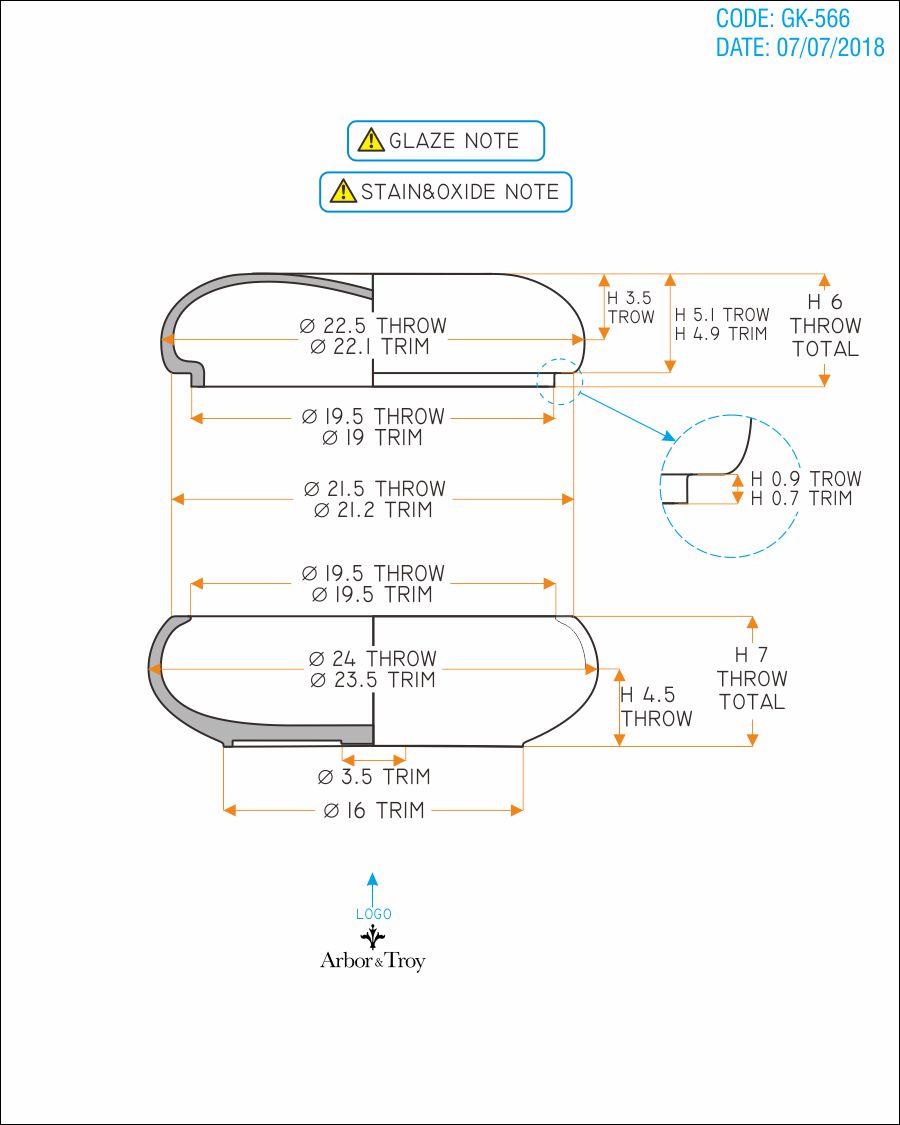 CODE: GK-566
DATE: 07/07/2018
GLAZE NOTE
STAIN&OXIDE NOTE
H 3.5
TROW
H 5.1 TROW
H 4.9 TRIM
H 6
THROW
TOTAL
Ø 22.5 THROW
Ø 22.1 TRIM
Ø 19.5 THROW
Ø 19 TRIM
H 0.9 TROW
H 0.7 TRIM
Ø 21.5 THROW
Ø 21.2 TRIM
Ø 19.5 THROW
Ø 19.5 TRIM
Ø 24 THROW
Ø 23.5 TRIM
H 4.5
THROW
H 7
THROW
TOTAL
Ø 3.5 TRIM
Ø 16 TRIM
LOGO
Arbor&Troy